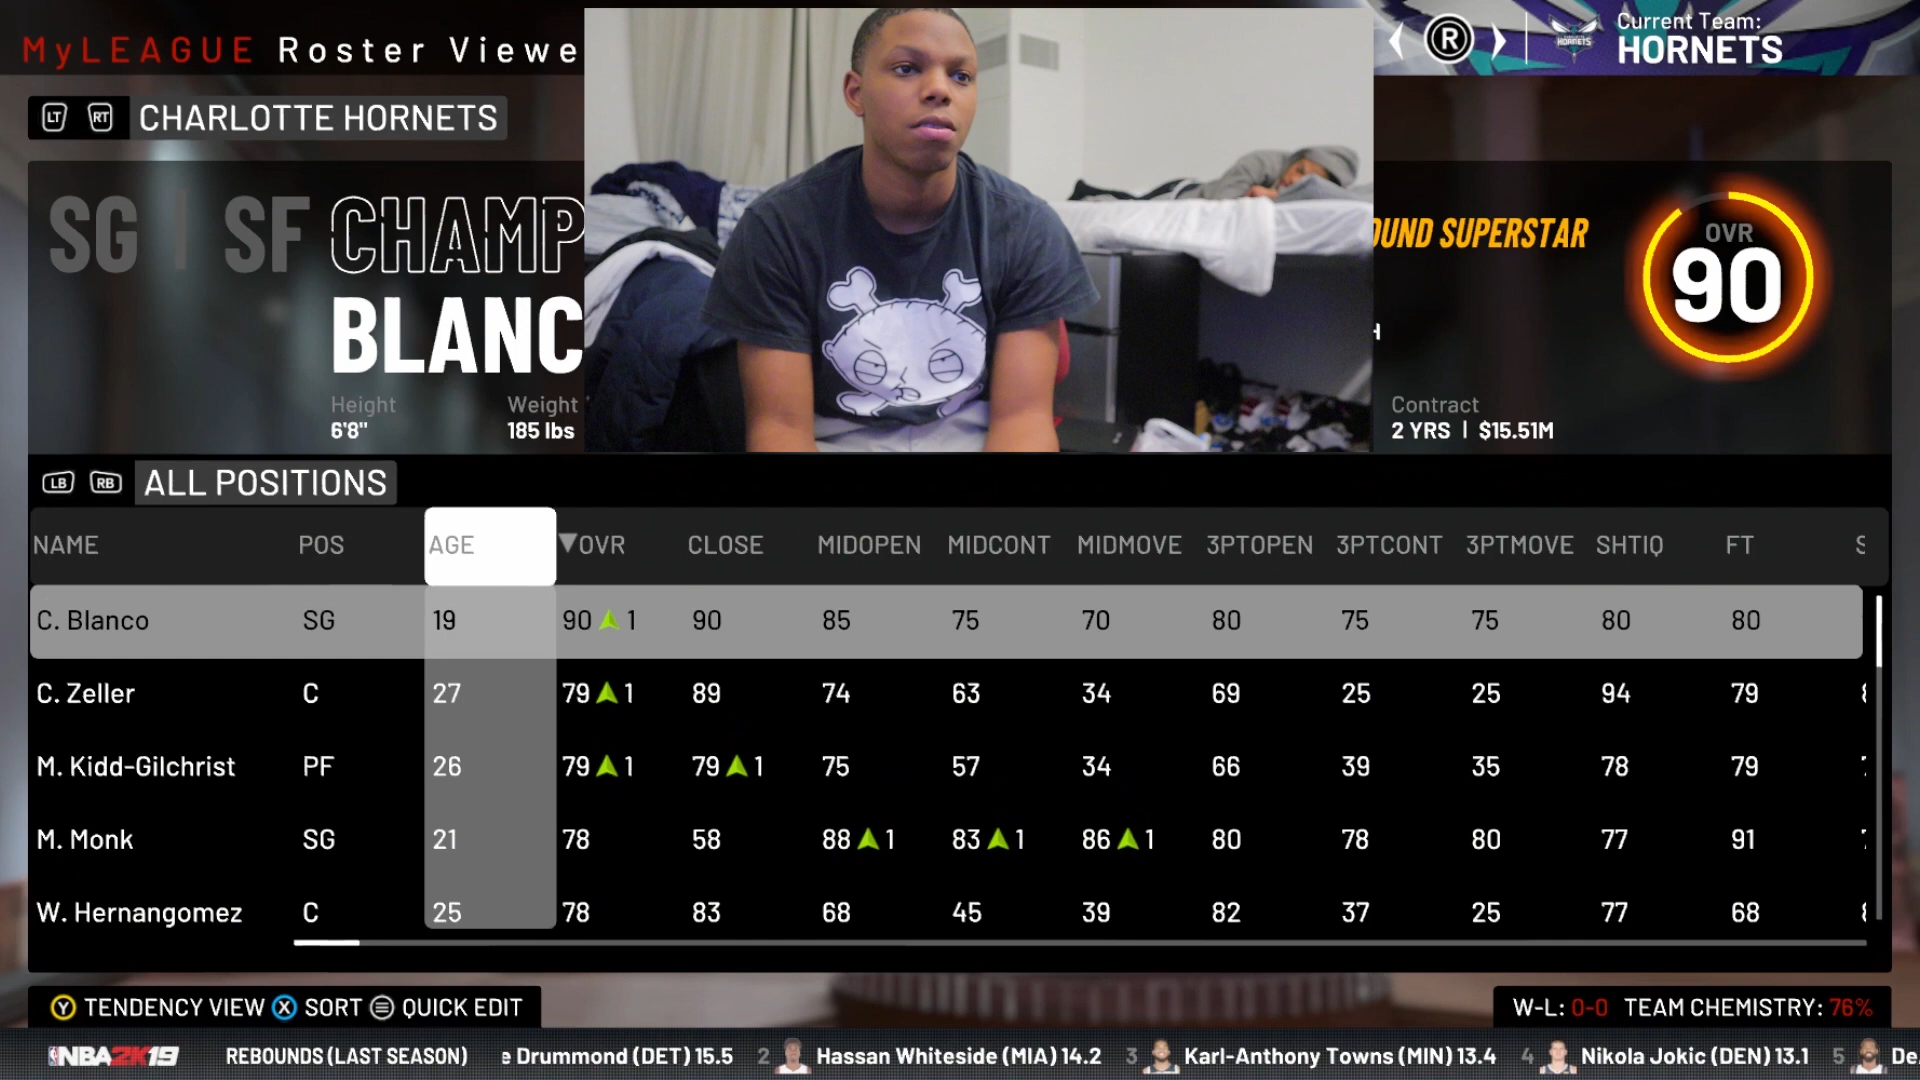 MyLEAGUE Roster Viewe
R
Current Team:
HORNETS
HORNETS
LT RT CHARLOTTE HORNETS
SG | SF CHAMP
BLANC
OUND SUPERSTAR
OVR
90
Height
6'8"
Weight
185 lbs
Contract
2 YRS | $15.51M
LB RB ALL POSITIONS
NAME POS AGE ▼OVR CLOSE MIDOPEN MIDCONT MIDMOVE 3PTOPEN 3PTCONT 3PTMOVE SHTIQ FT S
C. Blanco SG 19 90 ▲ 1 90 85 75 70 80 75 75 80 80
C. Zeller C 27 79 ▲ 1 89 74 63 34 69 25 25 94 79
M. Kidd-Gilchrist PF 26 79 ▲ 1 79 ▲ 1 75 57 34 66 39 35 78 79
M. Monk SG 21 78 58 88 ▲ 1 83 ▲ 1 86 ▲ 1 80 78 80 77 91
W. Hernangomez C 25 78 83 68 45 39 82 37 25 77 68
Y TENDENCY VIEW X SORT QUICK EDIT
W-L: 0-0 TEAM CHEMISTRY: 76%
NBA2K19 REBOUNDS (LAST SEASON) e Drummond (DET) 15.5 2 Hassan Whiteside (MIA) 14.2 3 Karl-Anthony Towns (MIN) 13.4 4 Nikola Jokic (DEN) 13.1 5 De